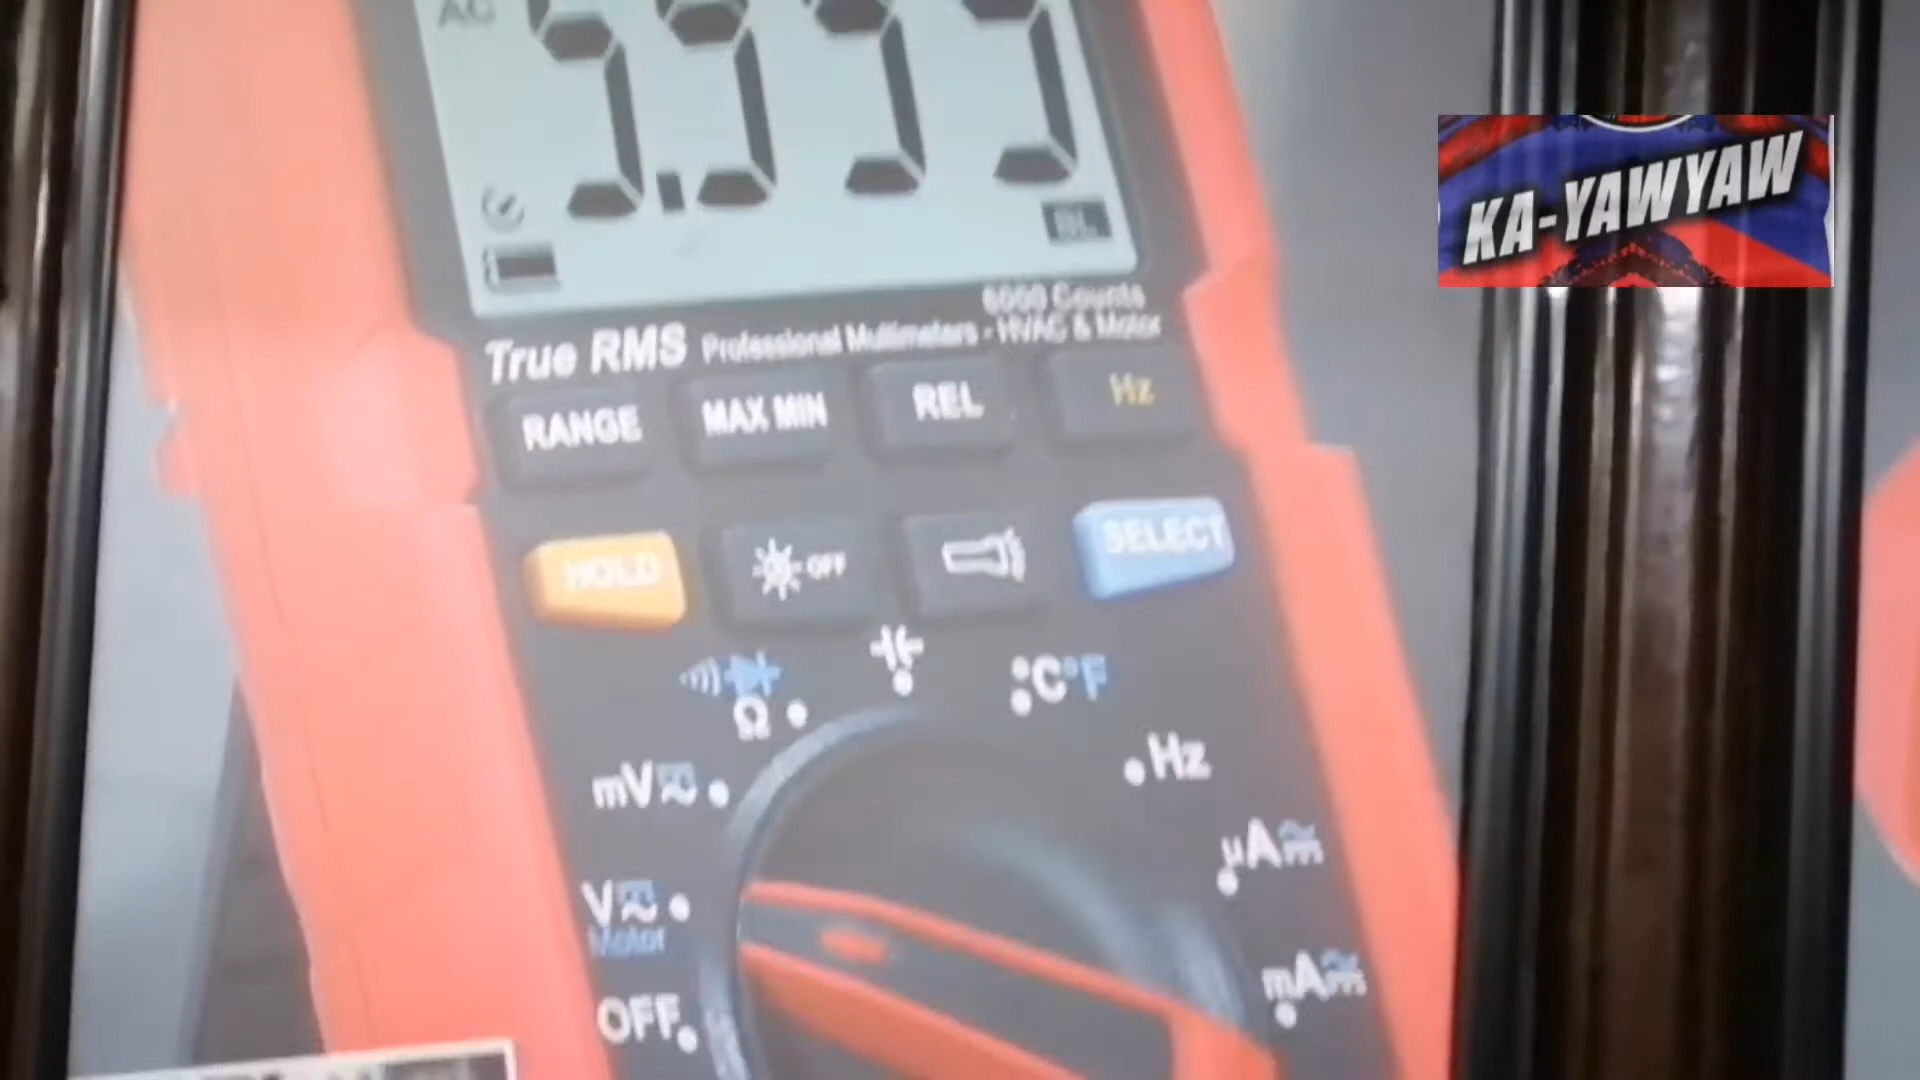 AC
KA-YAWYAW
6000 Counts
True RMS Professional Multimeters - HVAC & Motor
RANGE MAX MIN REL Hz
HOLD OFF SELECT
Ω °C°F
mV Hz
µA
V
Motor
mA
OFF